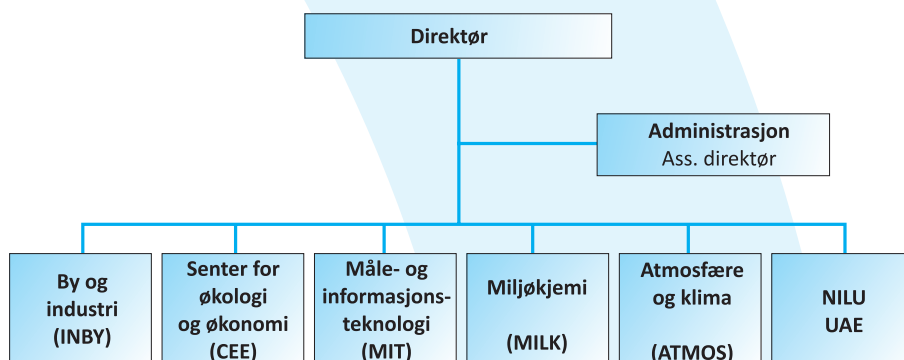 Direktør
Administrasjon
Ass. direktør
By og
industri
(INBY)
Senter for
økologi
og økonomi
(CEE)
Måle- og
informasjons-
teknologi
(MIT)
Miljøkjemi
(MILK)
Atmosfære
og klima
(ATMOS)
NILU
UAE